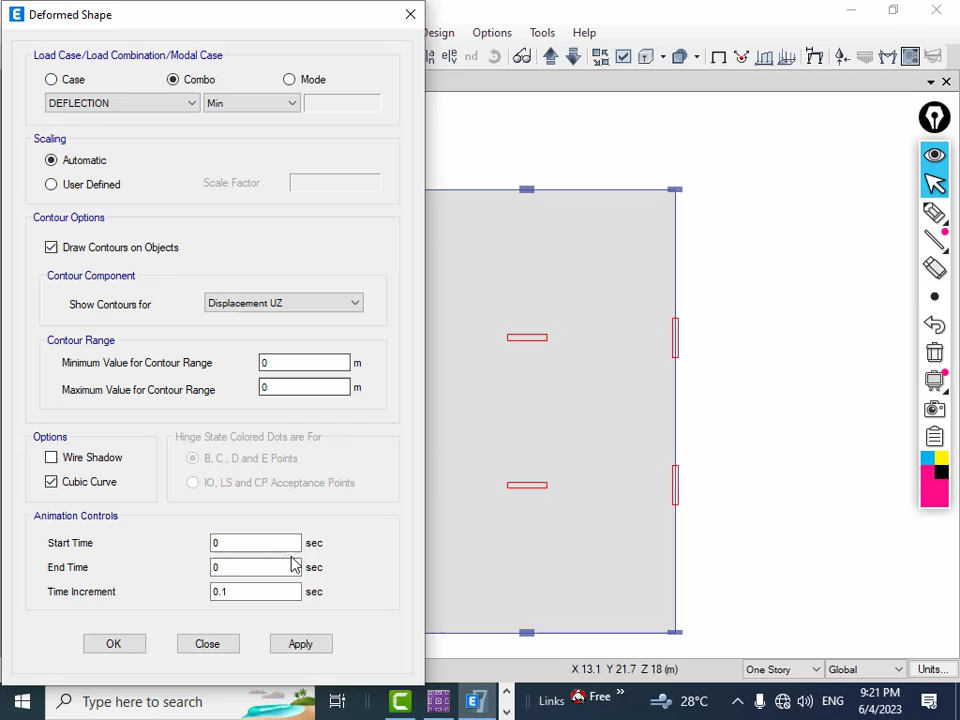 E Deformed Shape
Load Case/Load Combination/Modal Case
Case Combo Mode
DEFLECTION Min
Scaling
Automatic
User Defined Scale Factor
Contour Options
Draw Contours on Objects
Contour Component
Show Contours for Displacement UZ
Contour Range
Minimum Value for Contour Range 0 m
Maximum Value for Contour Range 0 m
Options
Wire Shadow
Cubic Curve
Hinge State Colored Dots are For
B, C, D and E Points
IO, LS and CP Acceptance Points
Animation Controls
Start Time 0 sec
End Time 0 sec
Time Increment 0.1 sec
OK Close Apply
Design Options Tools Help
nd
X 13.1 Y 21.7 Z 18 (m) One Story Global Units...
Type here to search
Links Free 28°C ENG 9:21 PM
6/4/2023